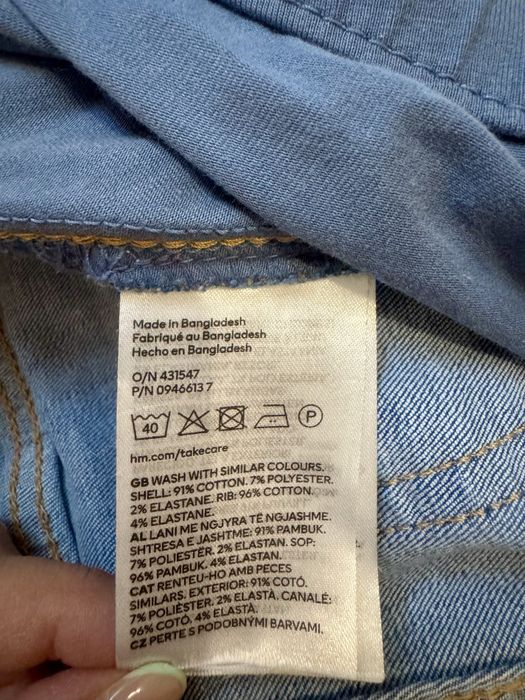 Made in Bangladesh
Fabriqué au Bangladesh
Hecho en Bangladesh
O/N 431547
P/N 09466137
40 P
hm.com/takecare
GB WASH WITH SIMILAR COLOURS.
SHELL: 91% COTTON. 7% POLYESTER.
2% ELASTANE. RIB: 96% COTTON.
4% ELASTANE.
AL LANI ME NGJYRA TË NGJASHME.
SHTRESA E JASHTME: 91% PAMBUK.
7% POLIESTËR. 2% ELASTAN. SOP:
96% PAMBUK. 4% ELASTAN.
CAT RENTEU-HO AMB PECES
SIMILARS. EXTERIOR: 91% COTÓ.
7% POLIÈSTER. 2% ELASTÀ. CANALÉ:
96% COTÓ. 4% ELASTÀ.
CZ PERTE S PODOBNÝMI BARVAMI.